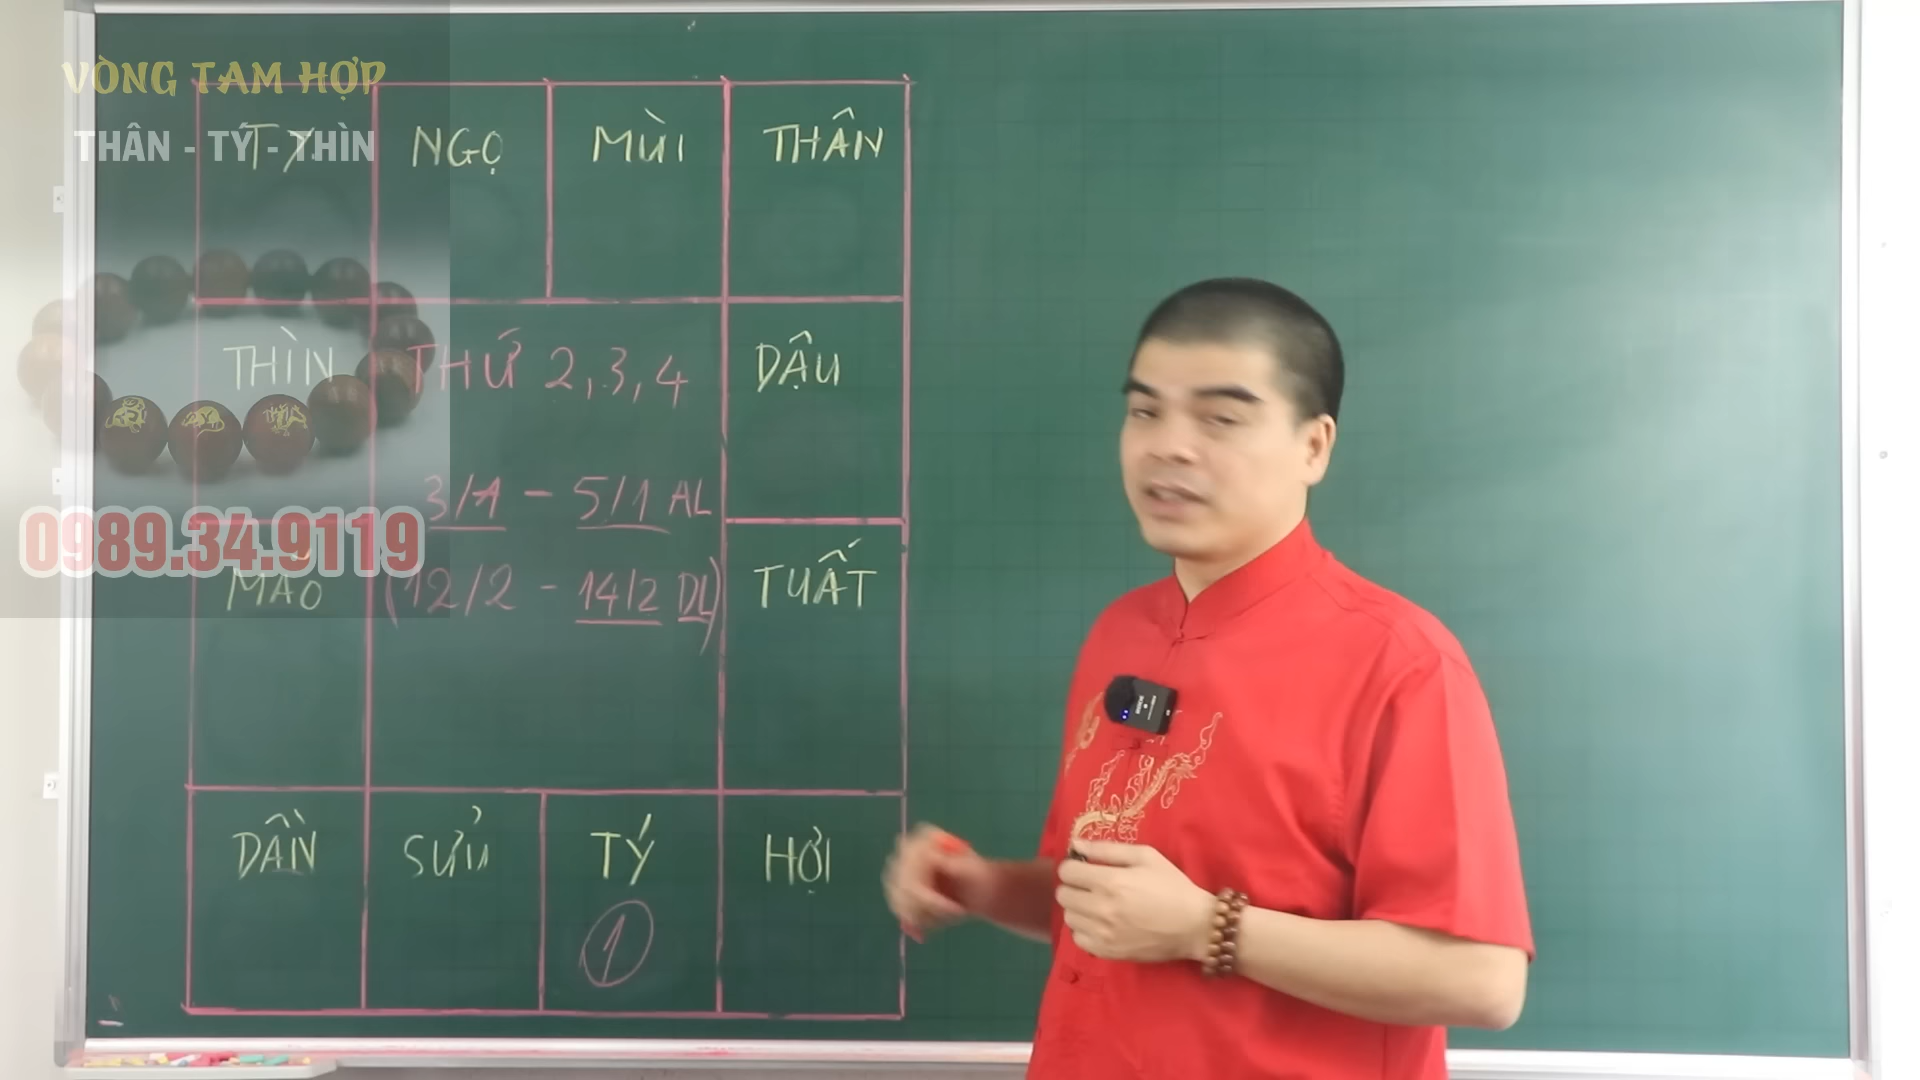 VÒNG TAM HỢP
THÂN - TÝ - THÌN
TỴ
NGỌ
MÙI
THÂN
THÌN
THỨ 2, 3, 4
DẬU
3/1 - 5/1 AL
0989.34.9119
MÃO
(12/2 - 14/2 DL)
TUẤT
DẦN
SỬU
TÝ
HỢI
1